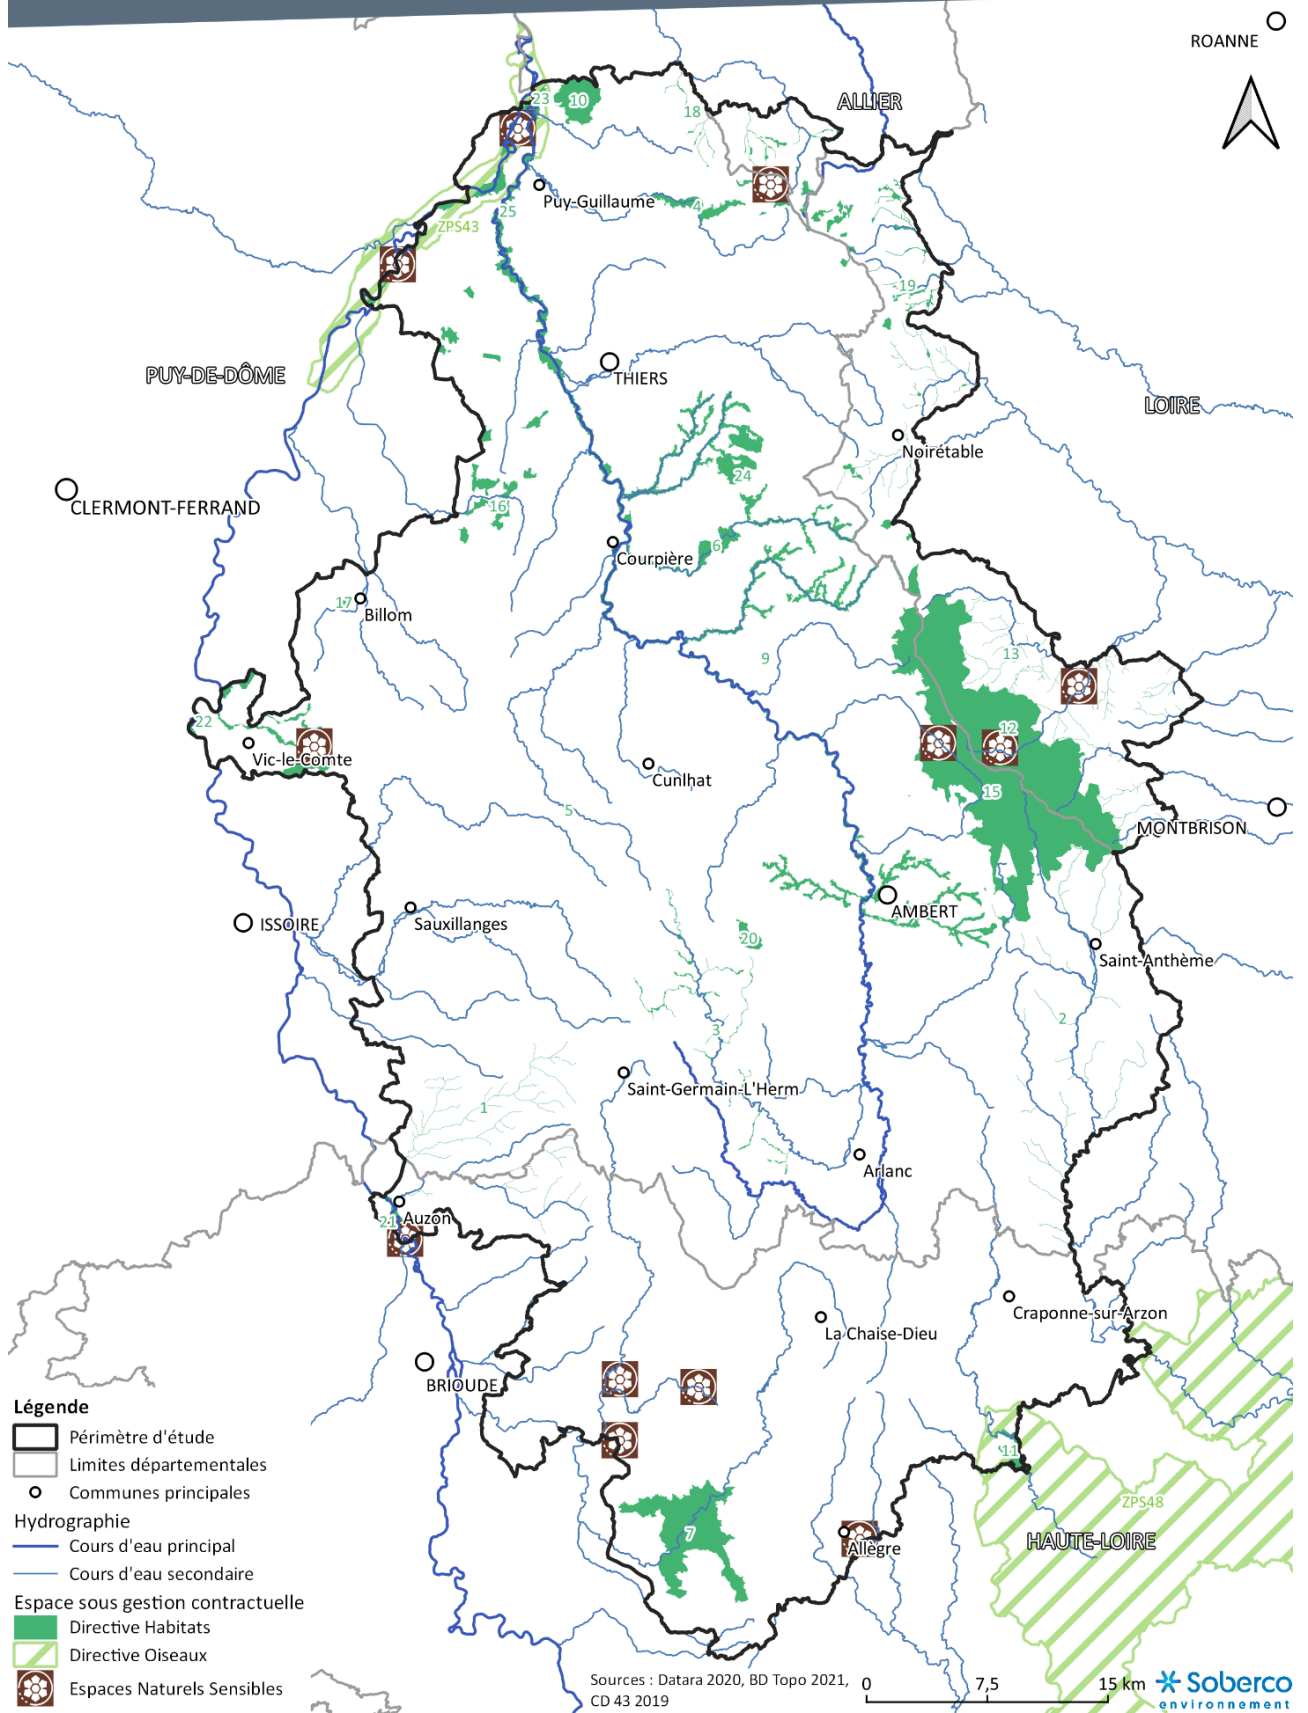 ROANNE
ALLIER
23
10
18
Puy-Guillaume
4
25
ZPS43
19
PUY-DE-DÔME
THIERS
LOIRE
Noirétable
24
CLERMONT-FERRAND
16
6
Courpière
17
Billom
9
13
22
12
Vic-le-Comte
Cunlhat
15
5
MONTBRISON
AMBERT
ISSOIRE
Sauxillanges
20
Saint-Anthème
2
3
Saint-Germain-L'Herm
1
Arlanc
21
Auzon
Craponne-sur-Arzon
La Chaise-Dieu
BRIOUDE
11
ZPS48
7
Allègre
HAUTE-LOIRE
Légende
Périmètre d'étude
Limites départementales
Communes principales
Hydrographie
Cours d'eau principal
Cours d'eau secondaire
Espace sous gestion contractuelle
Directive Habitats
Directive Oiseaux
Espaces Naturels Sensibles
Sources : Datara 2020, BD Topo 2021,
CD 43 2019
0 7,5 15 km
Soberco
environnement